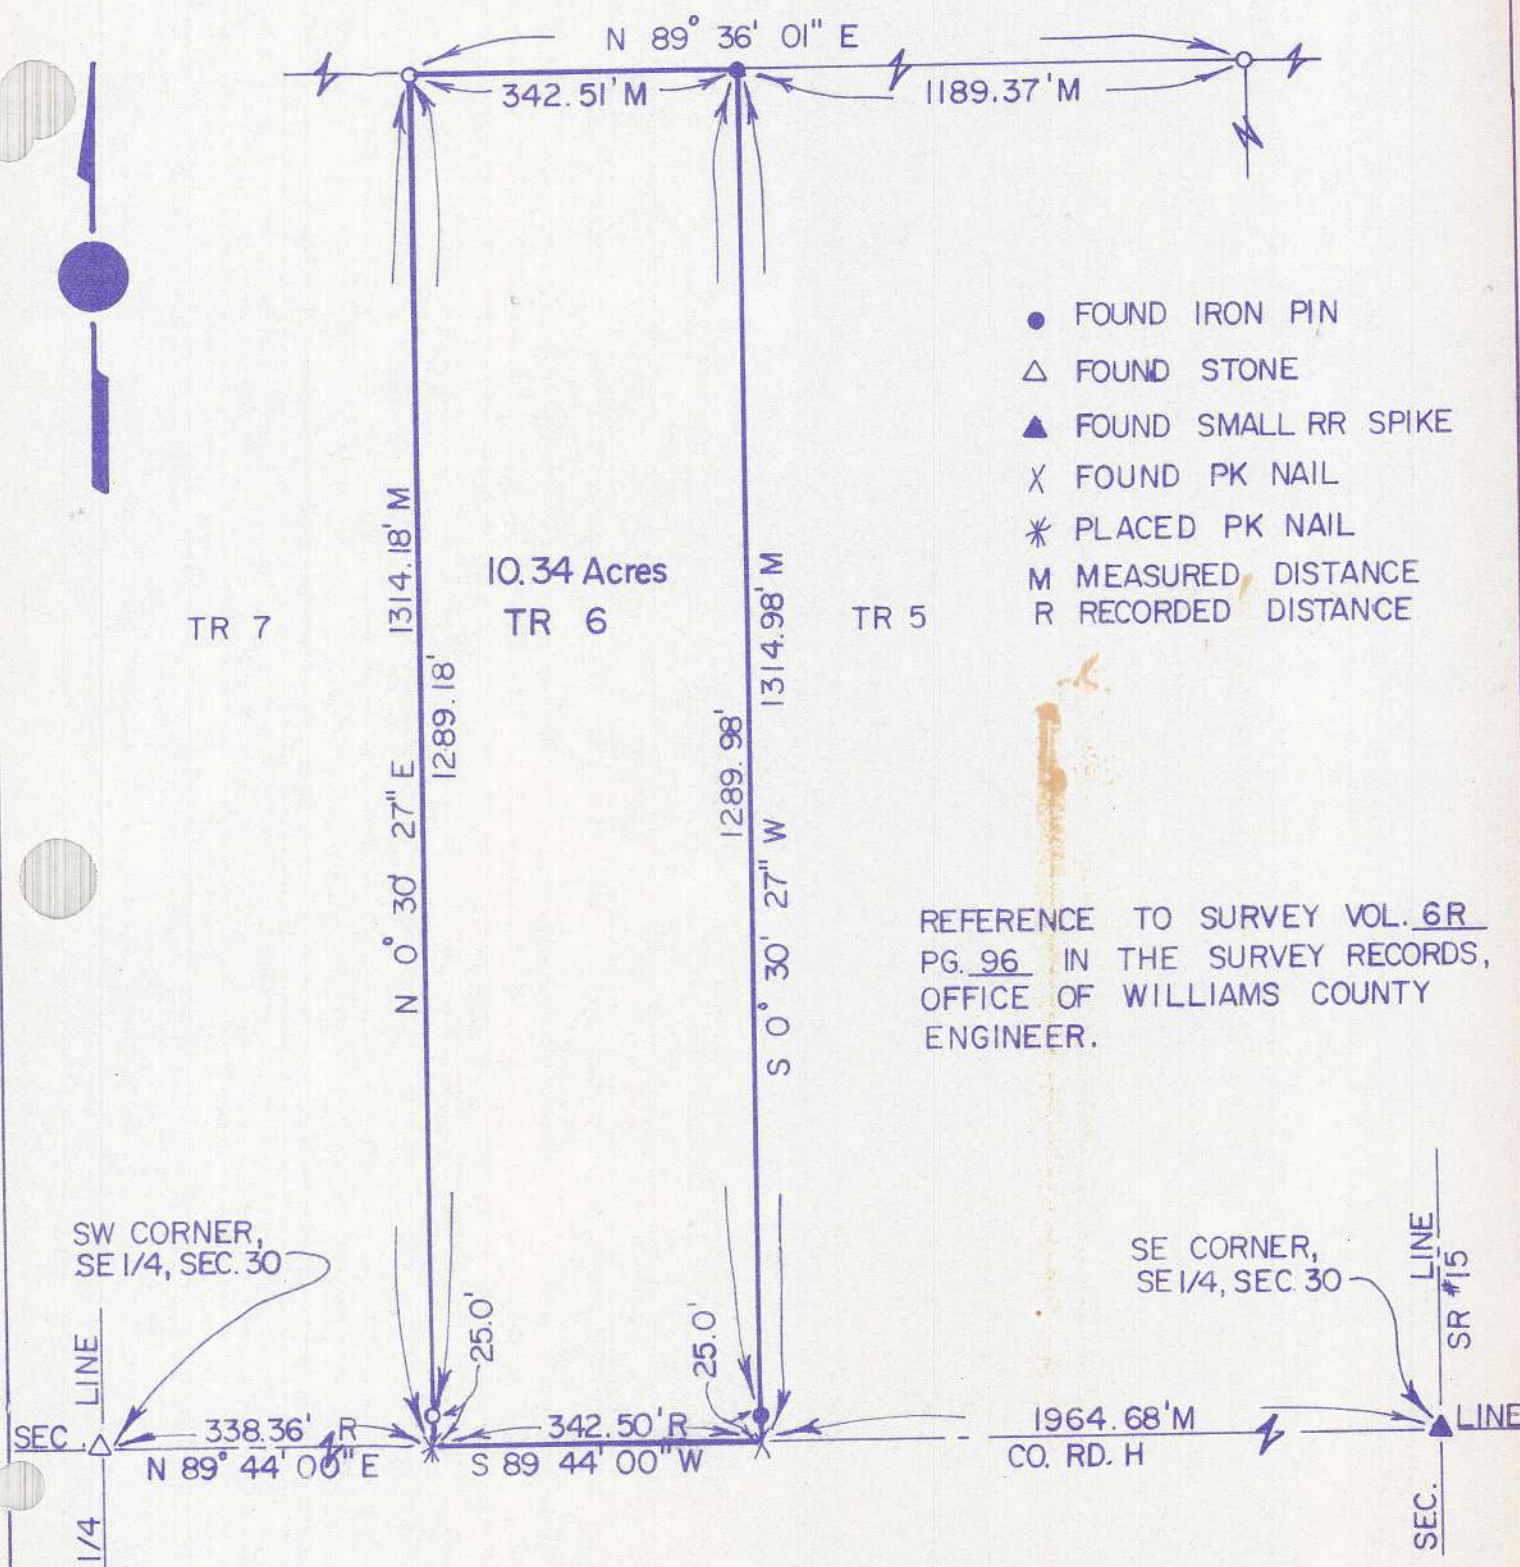 N 89° 36' 01" E
342.51'M
1189.37'M
● FOUND IRON PIN
△ FOUND STONE
▲ FOUND SMALL RR SPIKE
X FOUND PK NAIL
✳ PLACED PK NAIL
M MEASURED DISTANCE
R RECORDED DISTANCE
1314.18' M
10.34 Acres
TR 6
TR 7
TR 5
1314.98' M
1289.18'
1289.98'
N 0° 30' 27" E
S 0° 30' 27" W
REFERENCE TO SURVEY VOL. 6R
PG. 96 IN THE SURVEY RECORDS,
OFFICE OF WILLIAMS COUNTY
ENGINEER.
SW CORNER,
SE 1/4, SEC. 30
SE CORNER,
SE 1/4, SEC. 30
LINE
SR #15
25.0'
25.0'
LINE
338.36' R
342.50'R
1964.68'M
SEC.
LINE
N 89° 44' 00" E
S 89 44' 00" W
CO. RD. H
1/4
SEC.